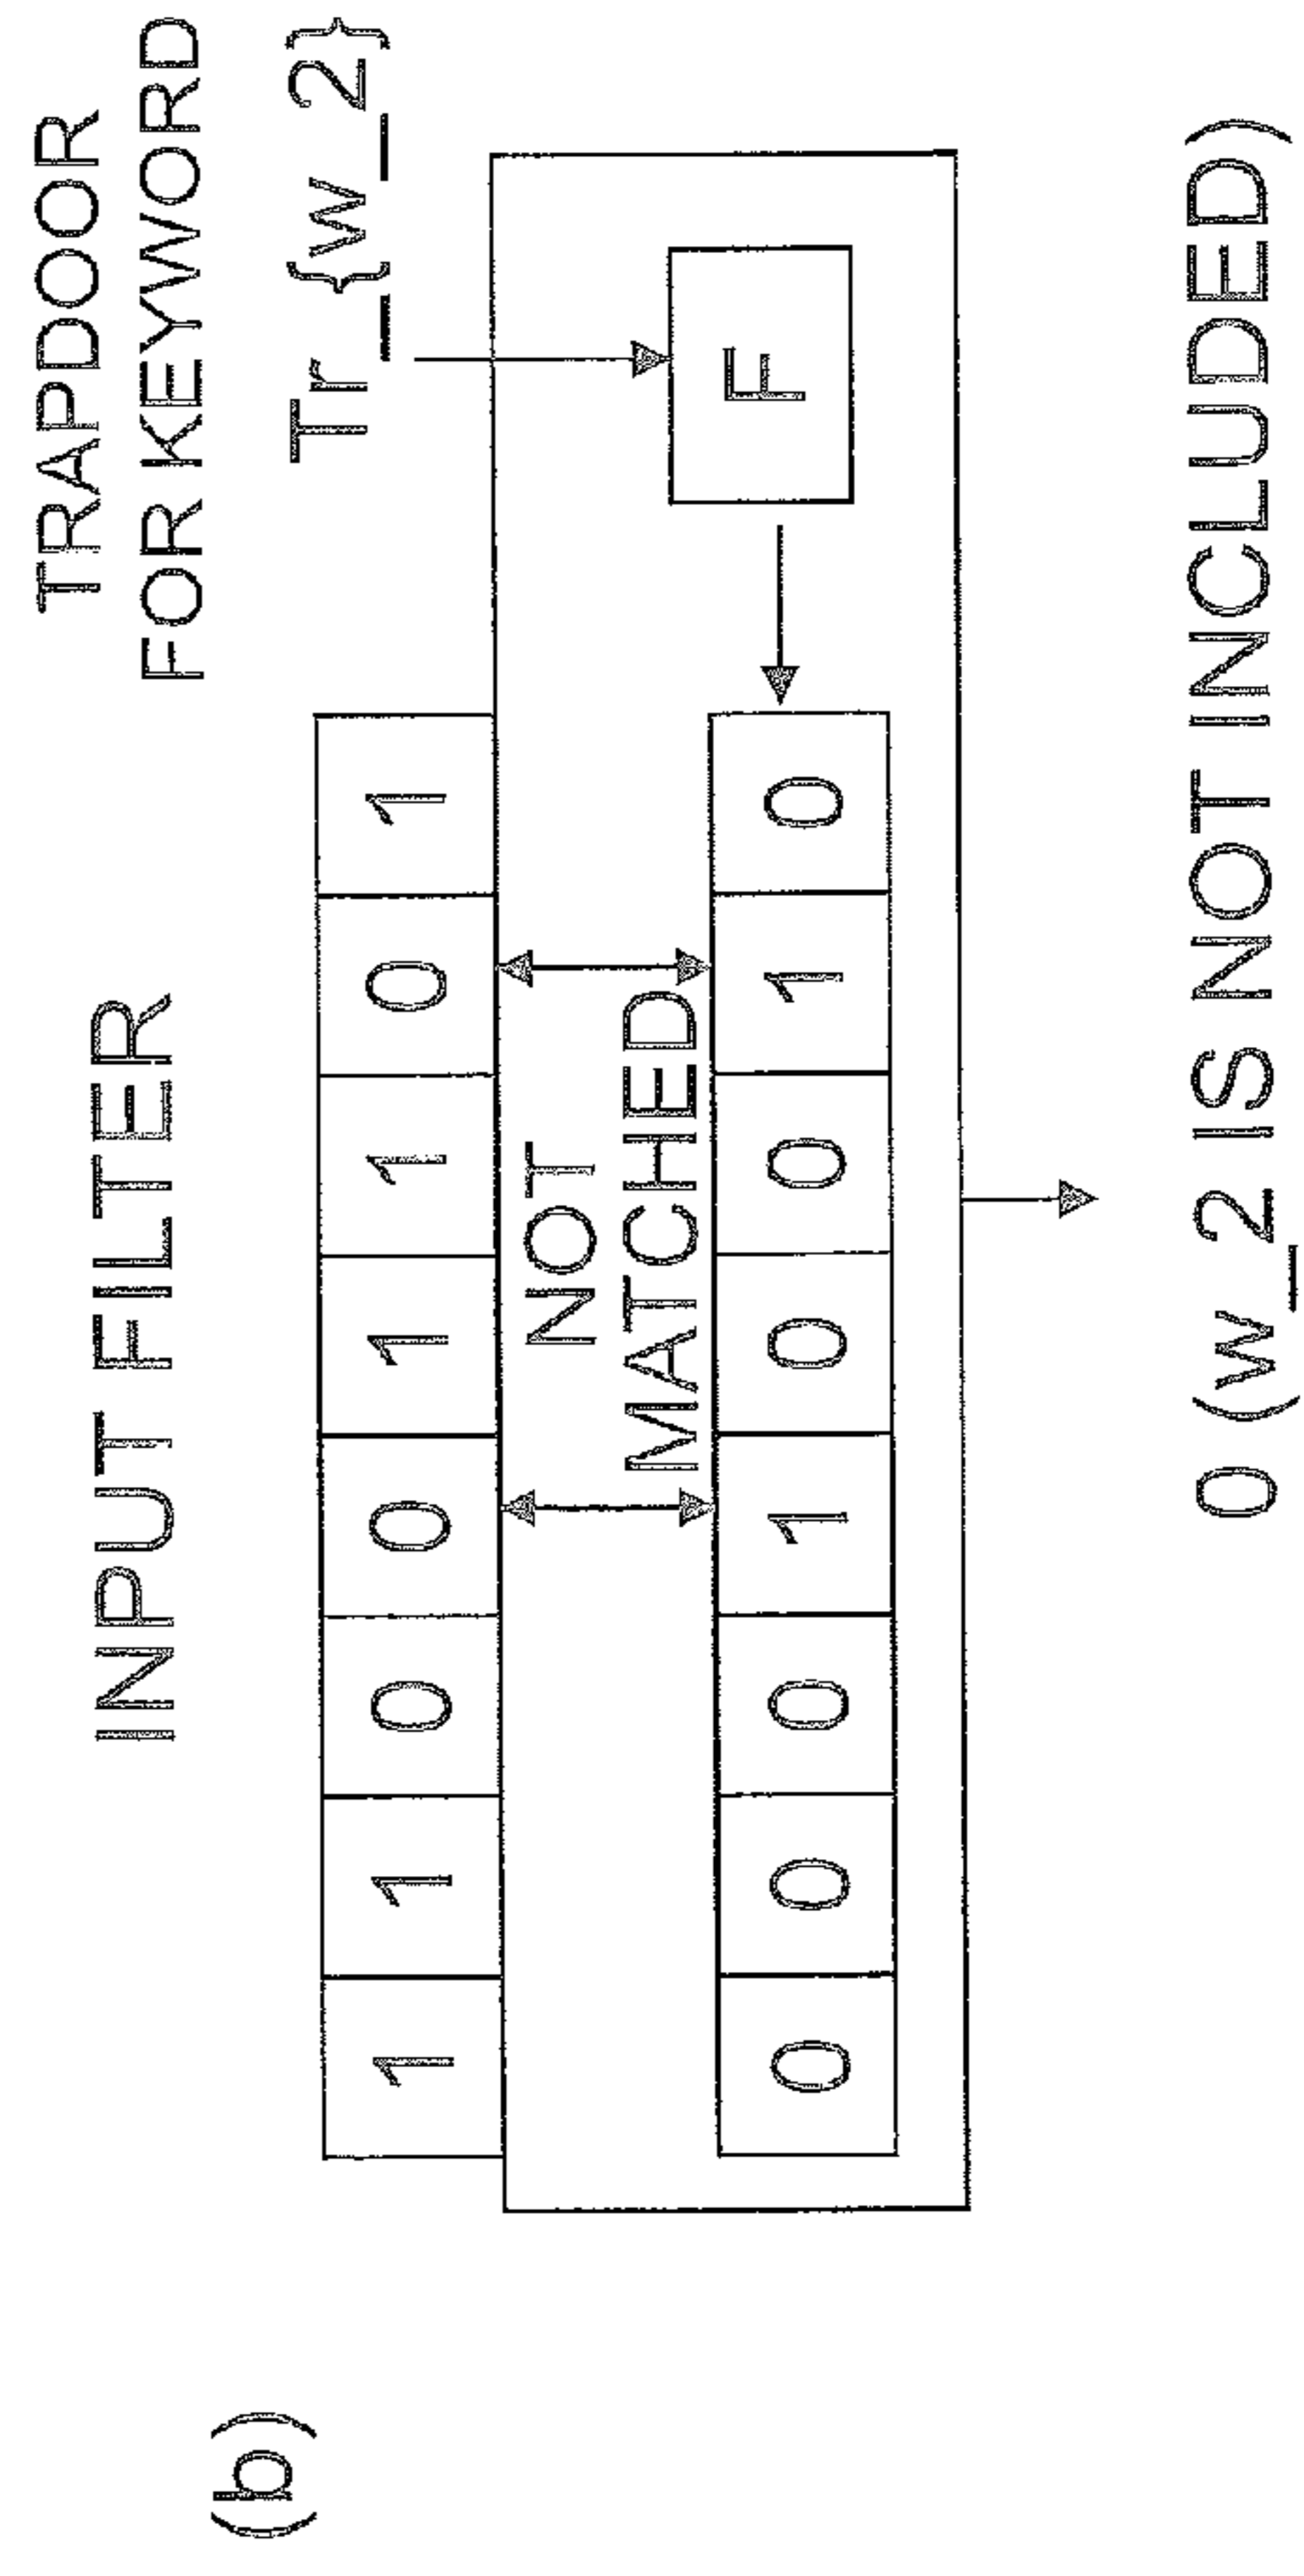 (b)
INPUT FILTER
TRAPDOOR
FOR KEYWORD
Tr_{w_2}
1 1 0 0 1 1 0 1
NOT
MATCHED
F
0 0 0 1 0 0 1 0
0 (w_2 IS NOT INCLUDED)